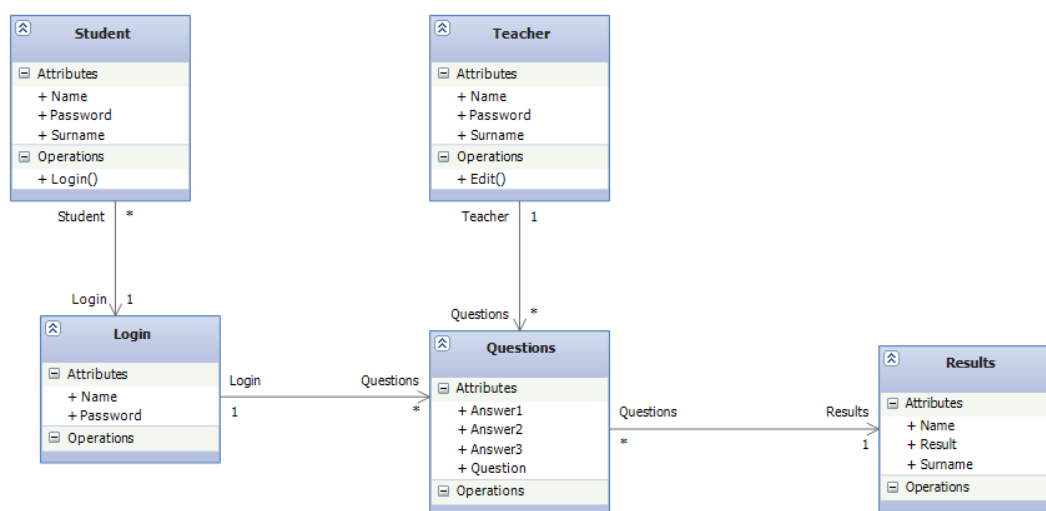 Student
Attributes
+ Name
+ Password
+ Surname
Operations
+ Login()
Teacher
Attributes
+ Name
+ Password
+ Surname
Operations
+ Edit()
Student *
Login 1
Teacher 1
Questions *
Login
Attributes
+ Name
+ Password
Operations
Login Questions
1 *
Questions
Attributes
+ Answer1
+ Answer2
+ Answer3
+ Question
Operations
Questions Results
* 1
Results
Attributes
+ Name
+ Result
+ Surname
Operations